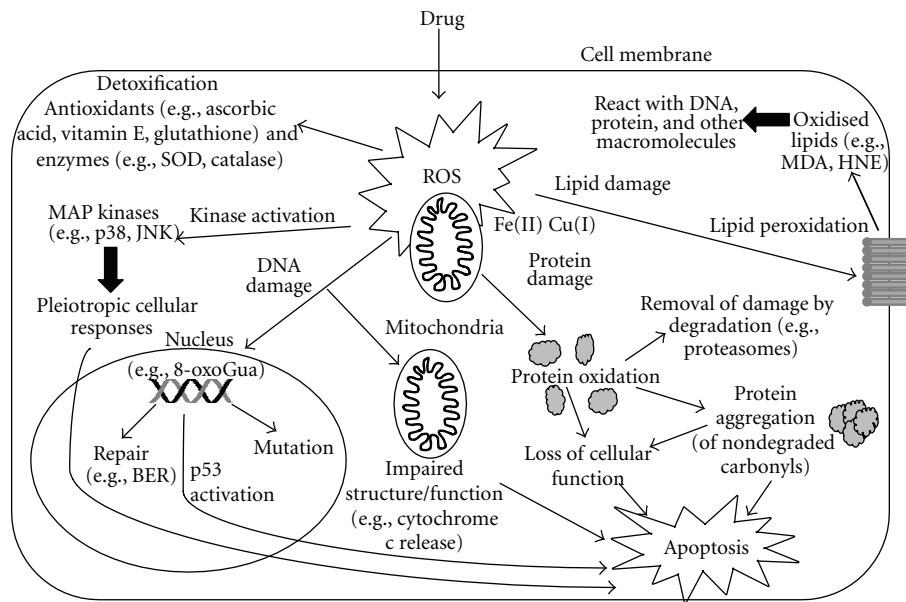 Drug
Cell membrane
Detoxification
Antioxidants (e.g., ascorbic
acid, vitamin E, glutathione) and
enzymes (e.g., SOD, catalase)
React with DNA,
protein, and other
macromolecules
Oxidised
lipids (e.g.,
MDA, HNE)
ROS
Lipid damage
MAP kinases
(e.g., p38, JNK)
Kinase activation
Fe(II) Cu(I)
Lipid peroxidation
DNA
damage
Protein
damage
Pleiotropic cellular
responses
Mitochondria
Removal of damage by
degradation (e.g.,
proteasomes)
Nucleus
(e.g., 8-oxoGua)
Protein oxidation
Protein
aggregation
(of nondegraded
carbonyls)
Repair
(e.g., BER)
Mutation
p53
activation
Impaired
structure/function
(e.g., cytochrome
c release)
Loss of cellular
function
Apoptosis